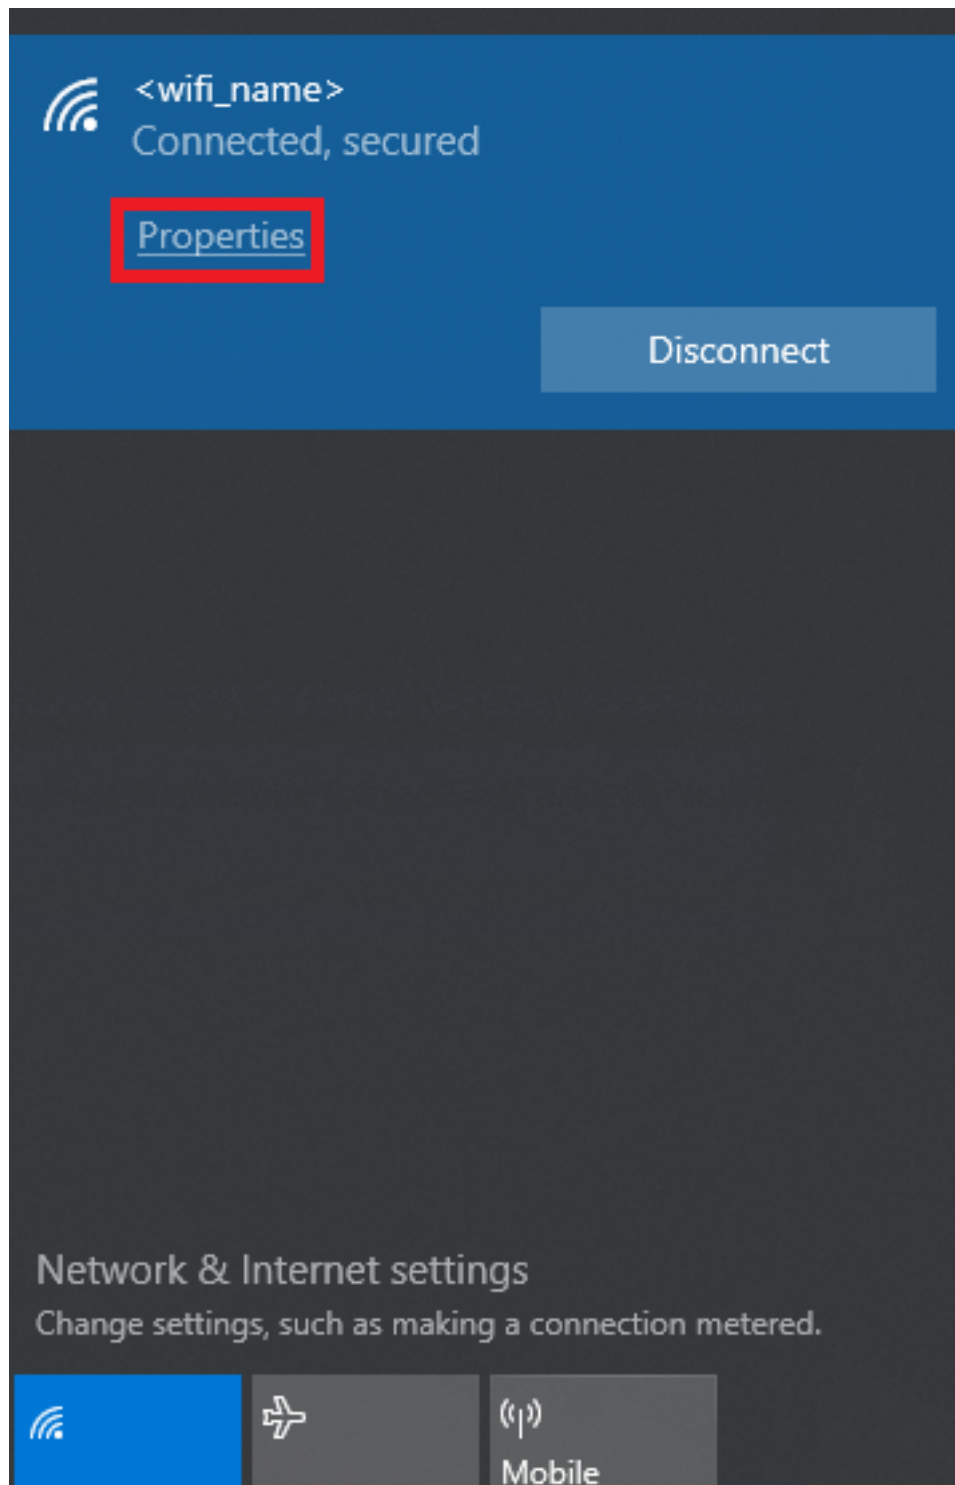 <wifi_name>
Connected, secured
Properties
Disconnect
Network & Internet settings
Change settings, such as making a connection metered.
Mobile